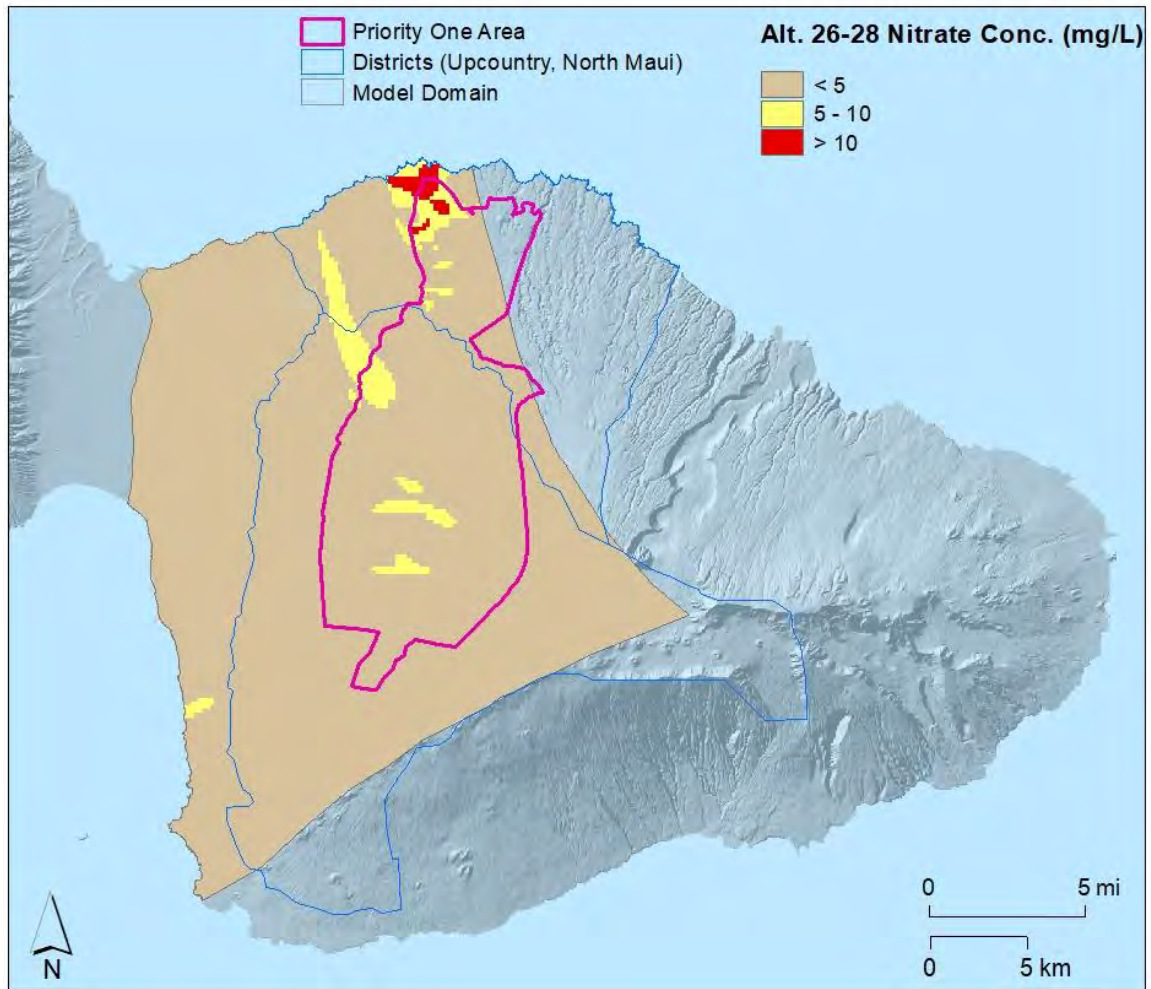 Priority One Area
Districts (Upcountry, North Maui)
Model Domain
Alt. 26-28 Nitrate Conc. (mg/L)
< 5
5 - 10
> 10
N
0 5 mi
0 5 km